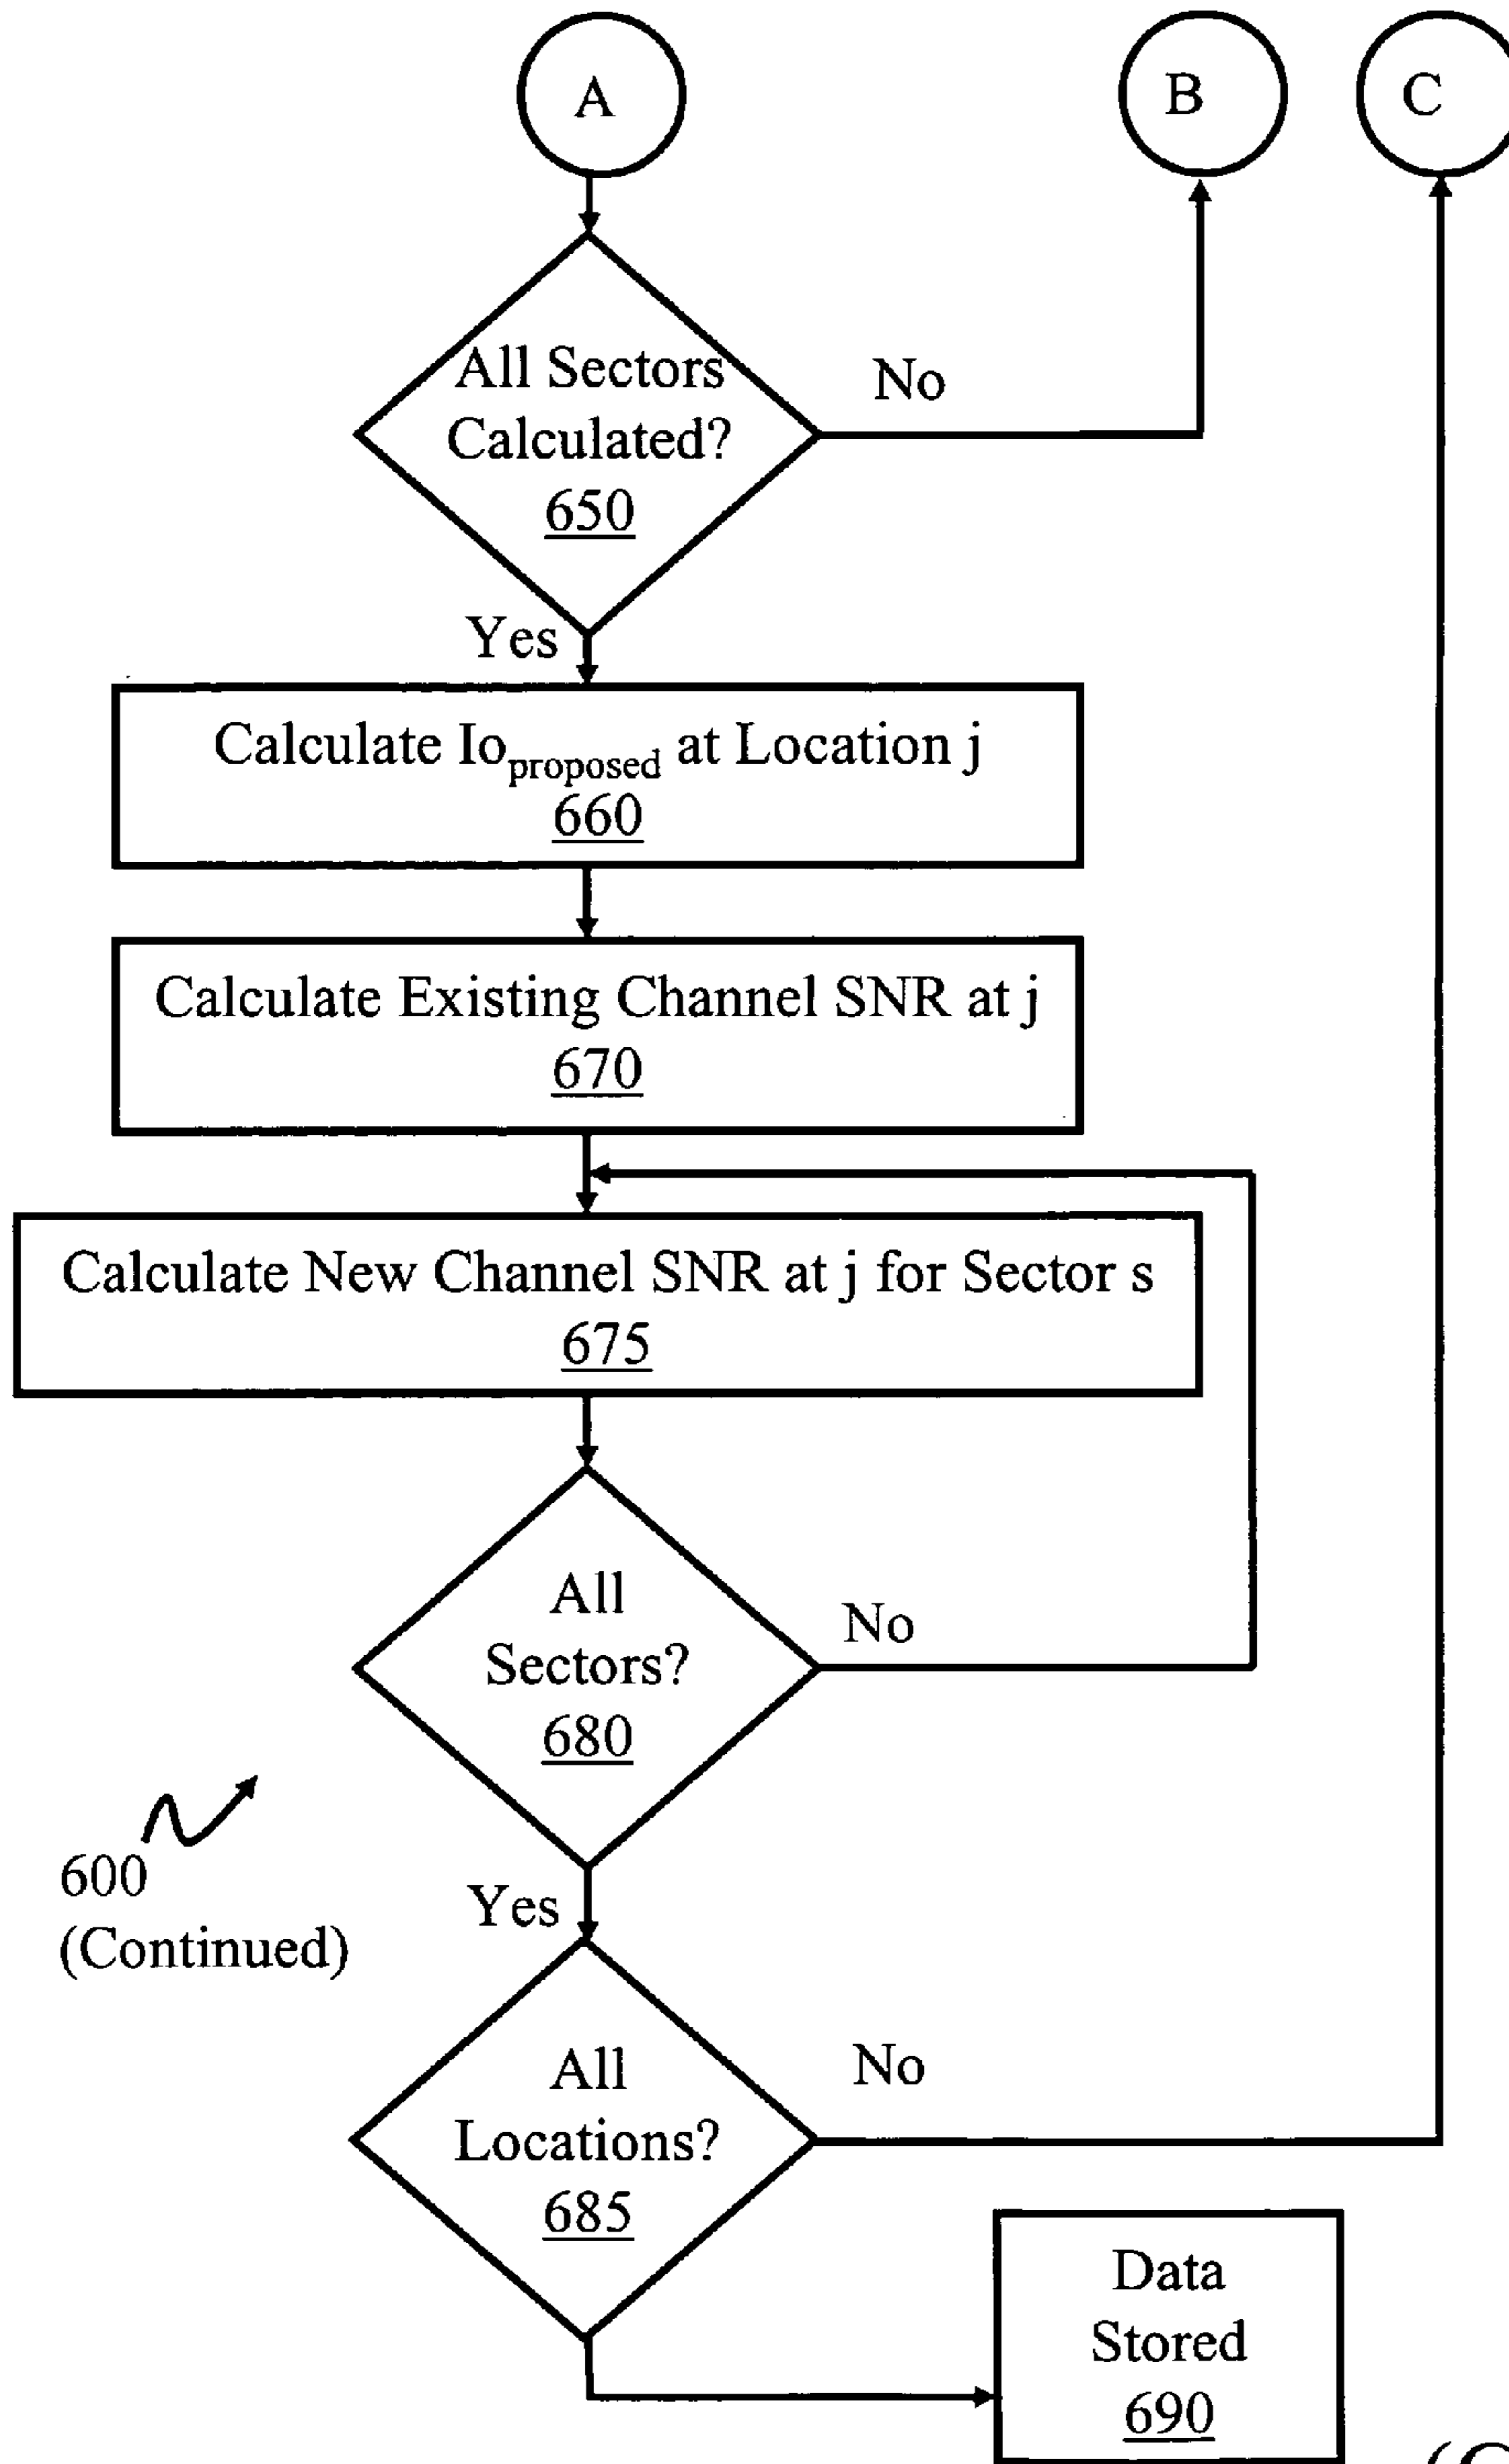 A
B
C
All Sectors
Calculated?
650
No
Yes
Calculate Io_proposed at Location j
660
Calculate Existing Channel SNR at j
670
Calculate New Channel SNR at j for Sector s
675
All
Sectors?
680
No
600
(Continued)
Yes
All
Locations?
685
No
Data
Stored
690